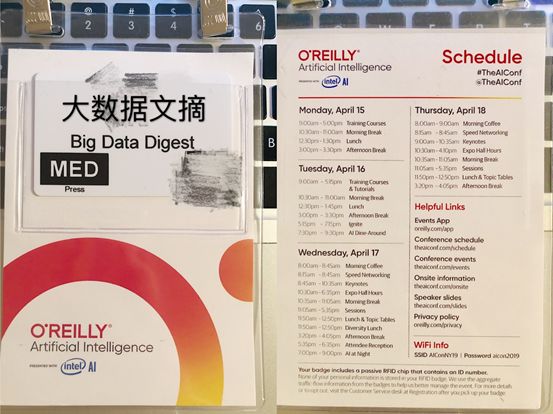 大数据文摘
Big Data Digest
MED
Press
O'REILLY®
Artificial Intelligence
PRESENTED WITH intel AI
O'REILLY®
Artificial Intelligence
PRESENTED WITH intel AI
Schedule
#TheAIConf
@TheAIConf
Monday, April 15
9:00am – 5:00pm Training Courses
10:30am – 11:00am Morning Break
12:30pm – 1:30pm Lunch
3:00pm – 3:30pm Afternoon Break
Tuesday, April 16
9:00am – 5:15pm Training Courses
& Tutorials
10:30am – 11:00am Morning Break
12:30pm – 1:45pm Lunch
3:00pm – 3:30pm Afternoon Break
5:15pm – 7:15pm Ignite
7:30pm – 9:30pm AI Dine-Around
Wednesday, April 17
8:00am – 8:45am Morning Coffee
8:15am – 8:45am Speed Networking
8:45am – 10:35am Keynotes
10:30am – 6:35pm Expo Hall Hours
10:35am – 11:05am Morning Break
11:05am – 5:35pm Sessions
11:50am – 12:50pm Lunch & Topic Tables
11:50am – 12:50pm Diversity Lunch
3:20pm – 4:05pm Afternoon Break
5:35pm – 6:35pm Attendee Reception
7:00pm – 9:00pm AI at Night
Thursday, April 18
8:00am – 9:00am Morning Coffee
8:15am – 8:45am Speed Networking
9:00am – 10:35am Keynotes
10:30am – 4:10pm Expo Hall Hours
10:35am – 11:05am Morning Break
11:05am – 5:35pm Sessions
11:50pm – 12:50pm Lunch & Topic Tables
3:20pm – 4:05pm Afternoon Break
Helpful Links
Events App
oreilly.com/app
Conference schedule
theaiconf.com/schedule
Conference events
theaiconf.com/events
Onsite information
theaiconf.com/onsite
Speaker slides
theaiconf.com/slides
Privacy policy
oreilly.com/privacy
WiFi Info
SSID AIConNY19 | Password aicon2019
Your badge includes a passive RFID chip that contains an ID number.
None of your personal information is stored in your RFID badge. We use the aggregate
traffic flow information from the badges to help us better manage the event. For more details
or to opt out, visit the Customer Service desk at Registration after you pick up your badge.